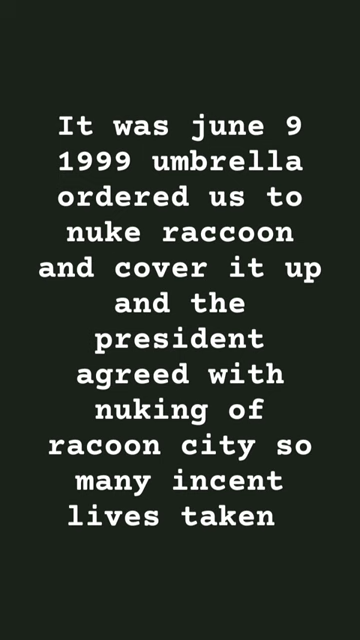 It was june 9
1999 umbrella
ordered us to
nuke raccoon
and cover it up
and the
president
agreed with
nuking of
racoon city so
many incent
lives taken